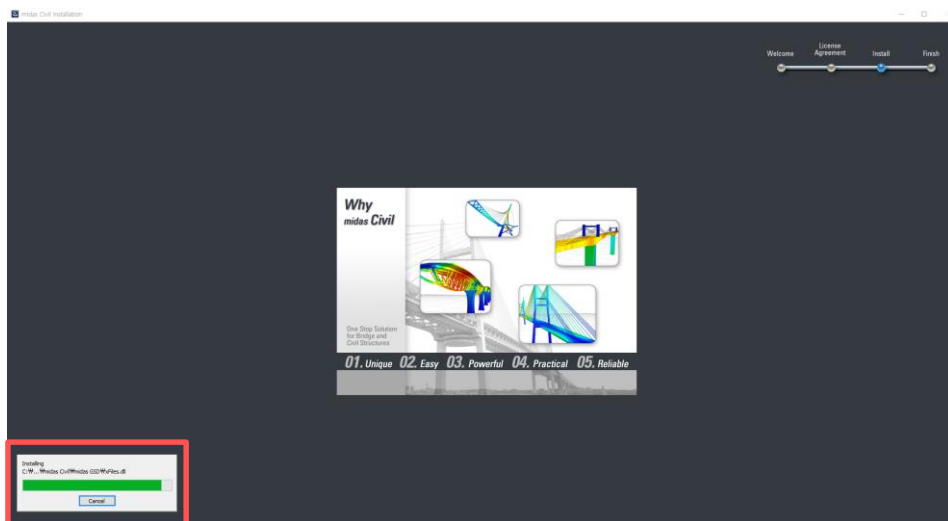 midas Civil Installation
Welcome
License
Agreement
Install
Finish
Why
midas Civil
One Stop Solution
for Bridge and
Civil Structures
01. Unique 02. Easy 03. Powerful 04. Practical 05. Reliable
Installing
C:₩...₩midas Civil₩midas GSD₩xFiles.dll
Cancel